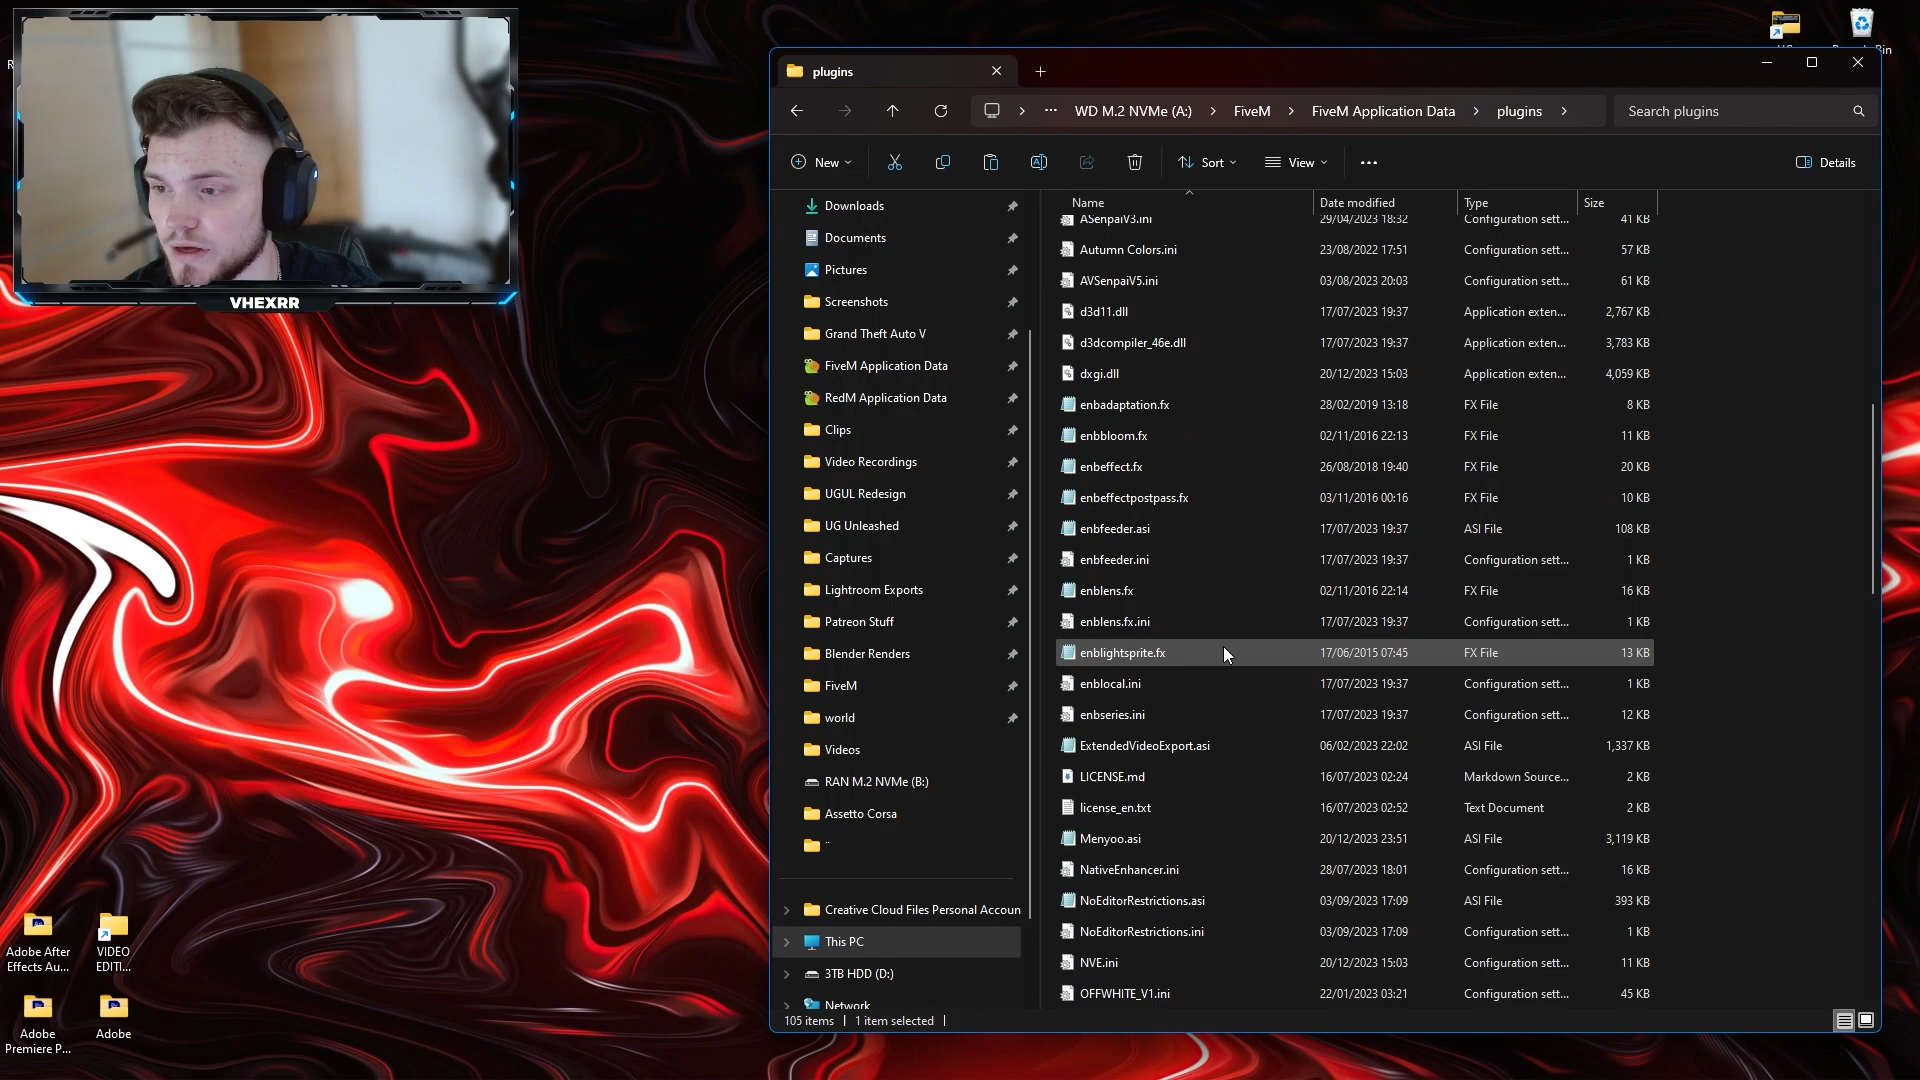 VHEXRR
Adobe After
Effects Au...
VIDEO
EDITI...
Adobe
Premiere P...
Adobe
plugins
WD M.2 NVMe (A:)
FiveM
FiveM Application Data
plugins
Search plugins
New
Sort
View
Details
Downloads
Documents
Pictures
Screenshots
Grand Theft Auto V
FiveM Application Data
RedM Application Data
Clips
Video Recordings
UGUL Redesign
UG Unleashed
Captures
Lightroom Exports
Patreon Stuff
Blender Renders
FiveM
world
Videos
RAN M.2 NVMe (B:)
Assetto Corsa
..
Creative Cloud Files Personal Accoun
This PC
3TB HDD (D:)
Network
Name Date modified Type Size
ASenpaiV3.ini 29/04/2023 18:32 Configuration sett... 41 KB
Autumn Colors.ini 23/08/2022 17:51 Configuration sett... 57 KB
AVSenpaiV5.ini 03/08/2023 20:03 Configuration sett... 61 KB
d3d11.dll 17/07/2023 19:37 Application exten... 2,767 KB
d3dcompiler_46e.dll 17/07/2023 19:37 Application exten... 3,783 KB
dxgi.dll 20/12/2023 15:03 Application exten... 4,059 KB
enbadaptation.fx 28/02/2019 13:18 FX File 8 KB
enbbloom.fx 02/11/2016 22:13 FX File 11 KB
enbeffect.fx 26/08/2018 19:40 FX File 20 KB
enbeffectpostpass.fx 03/11/2016 00:16 FX File 10 KB
enbfeeder.asi 17/07/2023 19:37 ASI File 108 KB
enbfeeder.ini 17/07/2023 19:37 Configuration sett... 1 KB
enblens.fx 02/11/2016 22:14 FX File 16 KB
enblens.fx.ini 17/07/2023 19:37 Configuration sett... 1 KB
enblightsprite.fx 17/06/2015 07:45 FX File 13 KB
enblocal.ini 17/07/2023 19:37 Configuration sett... 1 KB
enbseries.ini 17/07/2023 19:37 Configuration sett... 12 KB
ExtendedVideoExport.asi 06/02/2023 22:02 ASI File 1,337 KB
LICENSE.md 16/07/2023 02:24 Markdown Source... 2 KB
license_en.txt 16/07/2023 02:52 Text Document 2 KB
Menyoo.asi 20/12/2023 23:51 ASI File 3,119 KB
NativeEnhancer.ini 28/07/2023 18:01 Configuration sett... 16 KB
NoEditorRestrictions.asi 03/09/2023 17:09 ASI File 393 KB
NoEditorRestrictions.ini 03/09/2023 17:09 Configuration sett... 1 KB
NVE.ini 20/12/2023 15:03 Configuration sett... 11 KB
OFFWHITE_V1.ini 22/01/2023 03:21 Configuration sett... 45 KB
105 items 1 item selected